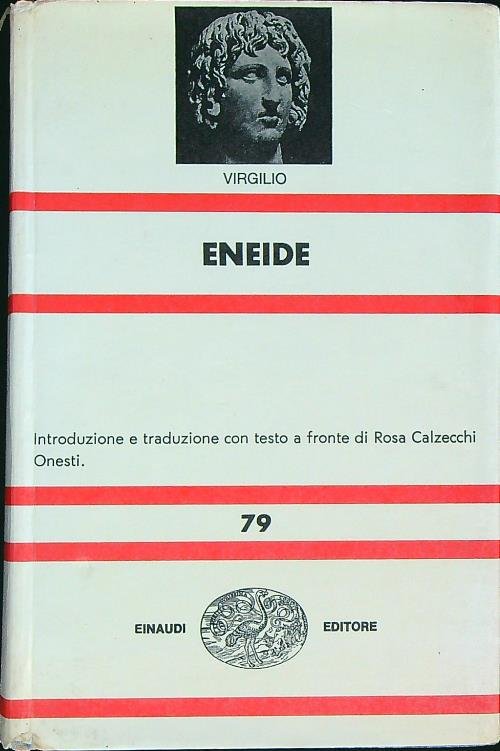 VIRGILIO
ENEIDE
Introduzione e traduzione con testo a fronte di Rosa Calzecchi
Onesti.
79
EINAUDI EDITORE